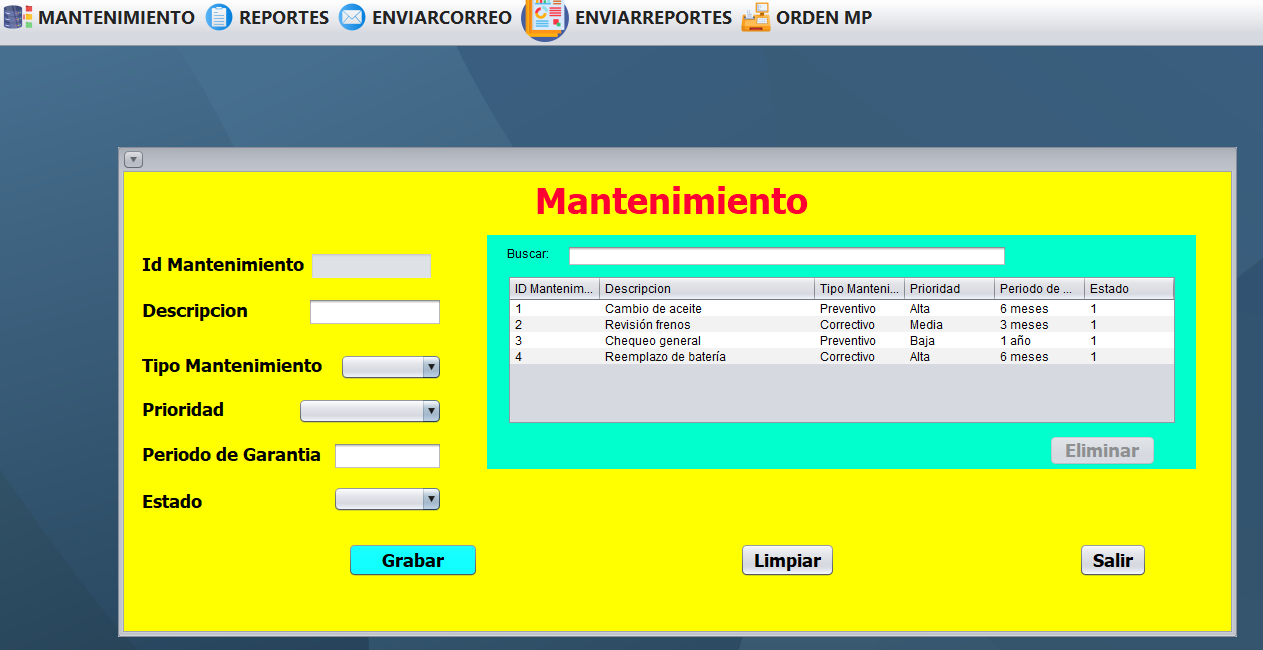 MANTENIMIENTO REPORTES ENVIARCORREO ENVIARREPORTES ORDEN MP
Mantenimiento
Id Mantenimiento
Descripcion
Tipo Mantenimiento
Prioridad
Periodo de Garantia
Estado
Buscar:
ID Mantenim... Descripcion Tipo Manteni... Prioridad Periodo de ... Estado
1 Cambio de aceite Preventivo Alta 6 meses 1
2 Revisión frenos Correctivo Media 3 meses 1
3 Chequeo general Preventivo Baja 1 año 1
4 Reemplazo de batería Correctivo Alta 6 meses 1
Eliminar
Grabar Limpiar Salir